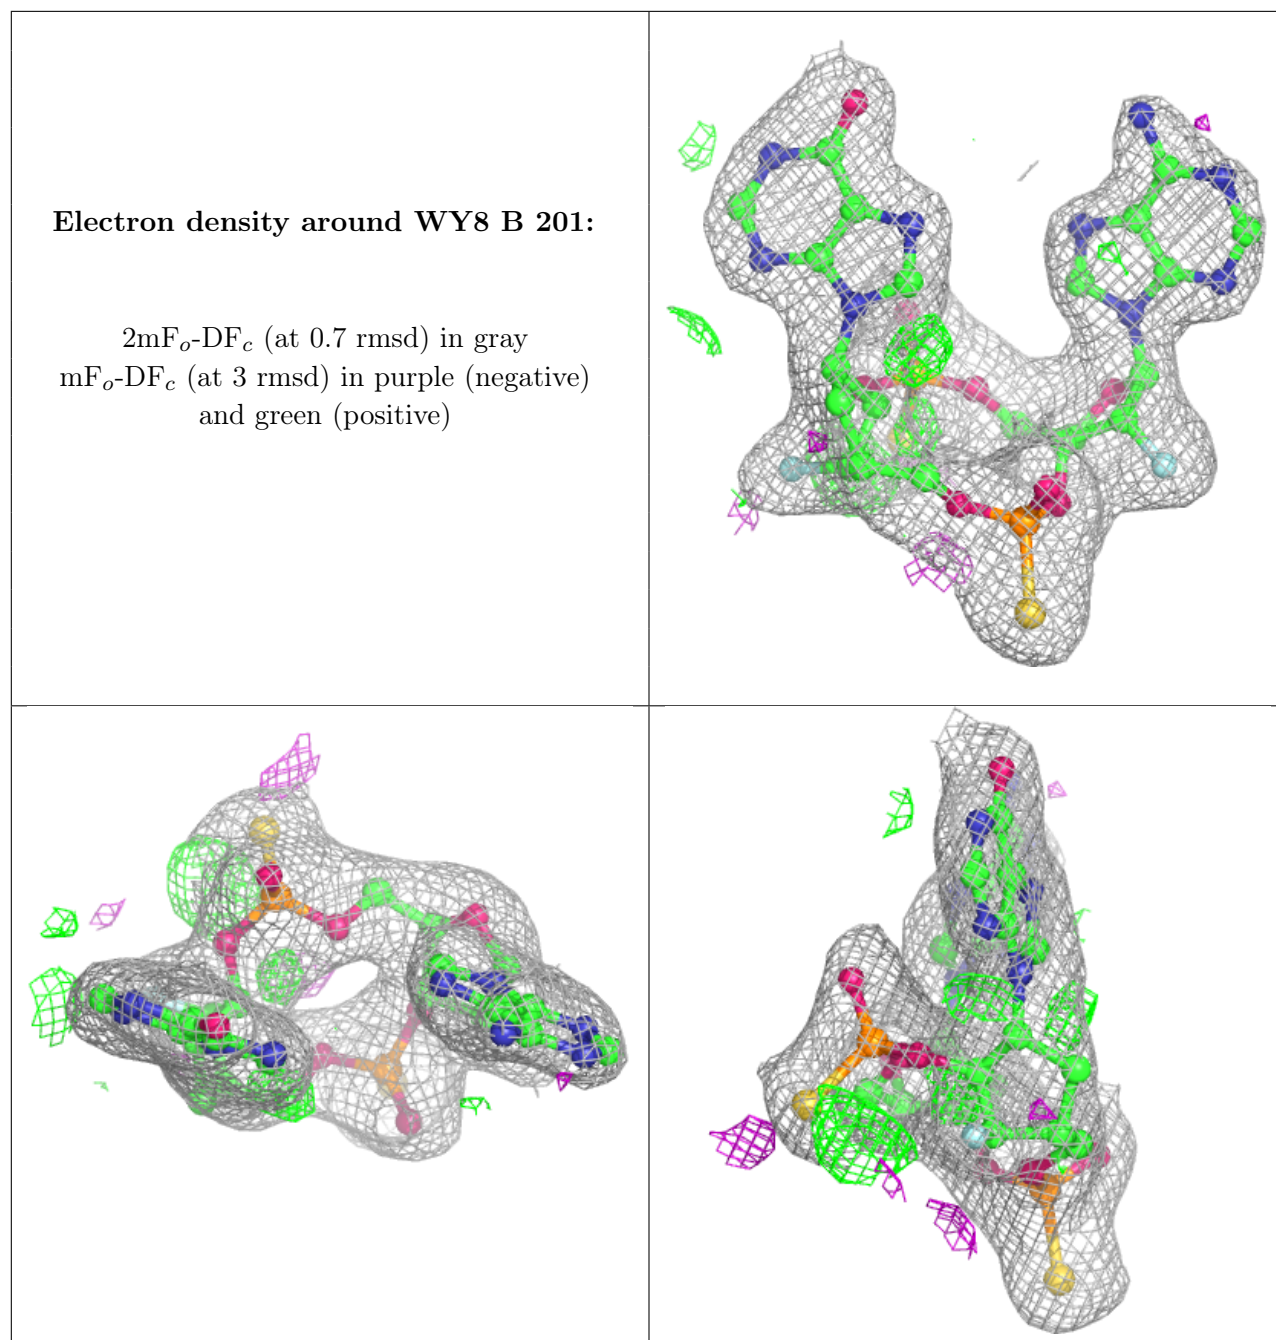 Electron density around WY8 B 201:
2mFo-DFc (at 0.7 rmsd) in gray
mFo-DFc (at 3 rmsd) in purple (negative)
and green (positive)